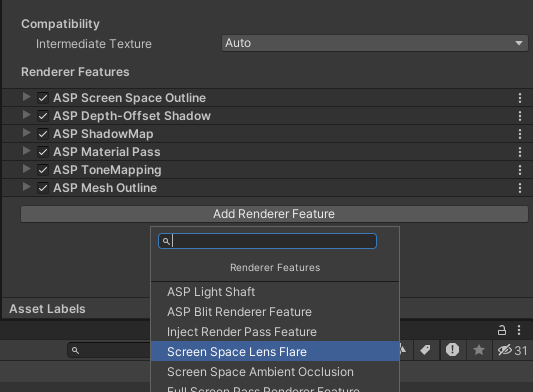 Compatibility
Intermediate Texture Auto
Renderer Features
ASP Screen Space Outline
ASP Depth-Offset Shadow
ASP ShadowMap
ASP Material Pass
ASP ToneMapping
ASP Mesh Outline
Add Renderer Feature
Renderer Features
ASP Light Shaft
ASP Blit Renderer Feature
Asset Labels
Inject Render Pass Feature
Screen Space Lens Flare
31
Screen Space Ambient Occlusion
Full Screen Pass Renderer Feature